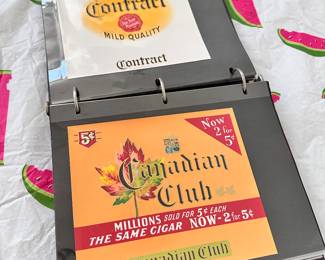 Contract
MILD QUALITY
Contract
5¢
Now
2 for
5¢
Canadian
Club
MILLIONS SOLD FOR 5¢ EACH
THE SAME CIGAR NOW - 2 for 5¢
Canadian Club